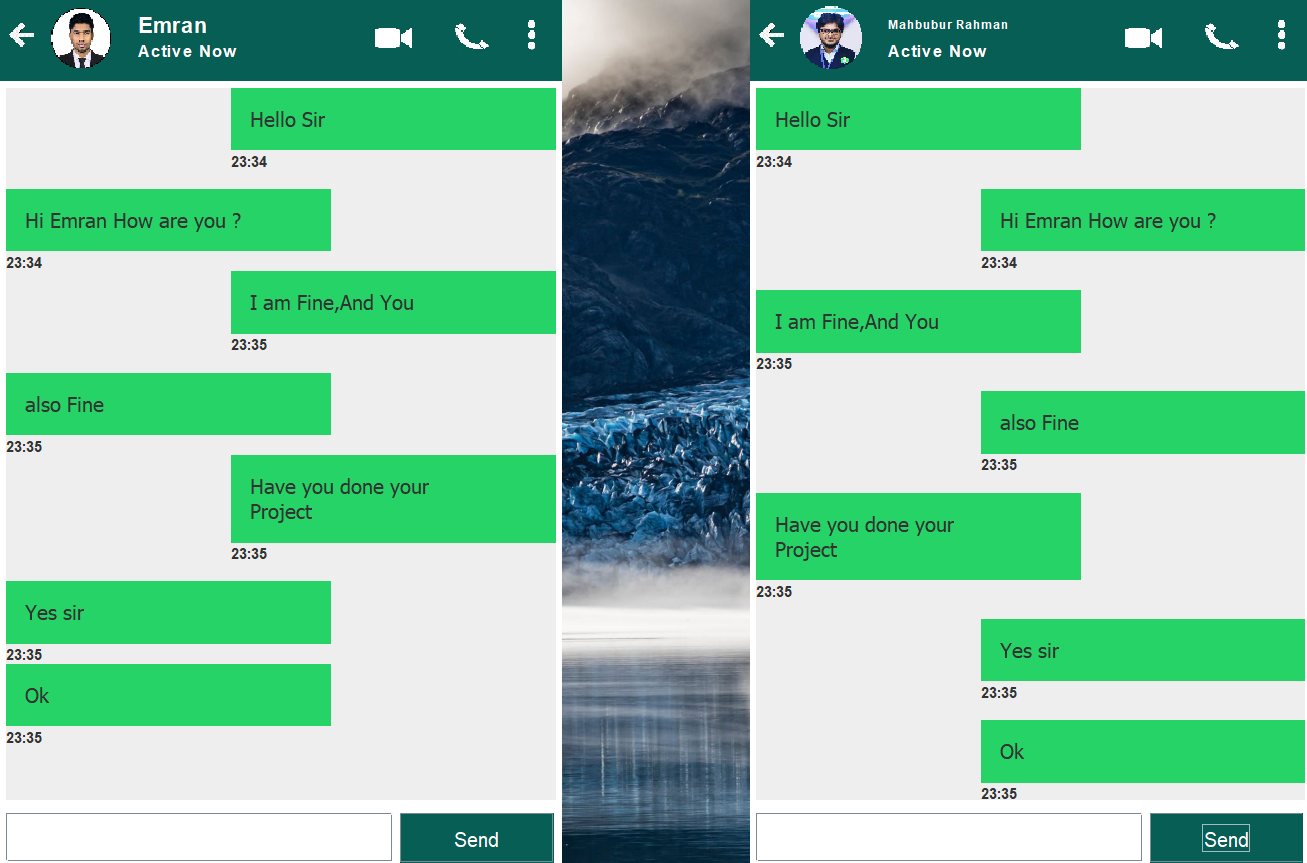 Emran
Active Now
Hello Sir
23:34
Hi Emran How are you ?
23:34
I am Fine,And You
23:35
also Fine
23:35
Have you done your
Project
23:35
Yes sir
23:35
Ok
23:35
Send
Mahbubur Rahman
Active Now
Hello Sir
23:34
Hi Emran How are you ?
23:34
I am Fine,And You
23:35
also Fine
23:35
Have you done your
Project
23:35
Yes sir
23:35
Ok
23:35
Send